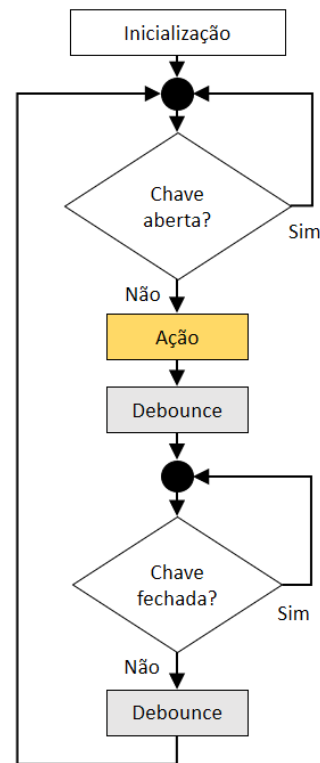 Inicialização
Chave
aberta?
Sim
Não
Ação
Debounce
Chave
fechada?
Sim
Não
Debounce